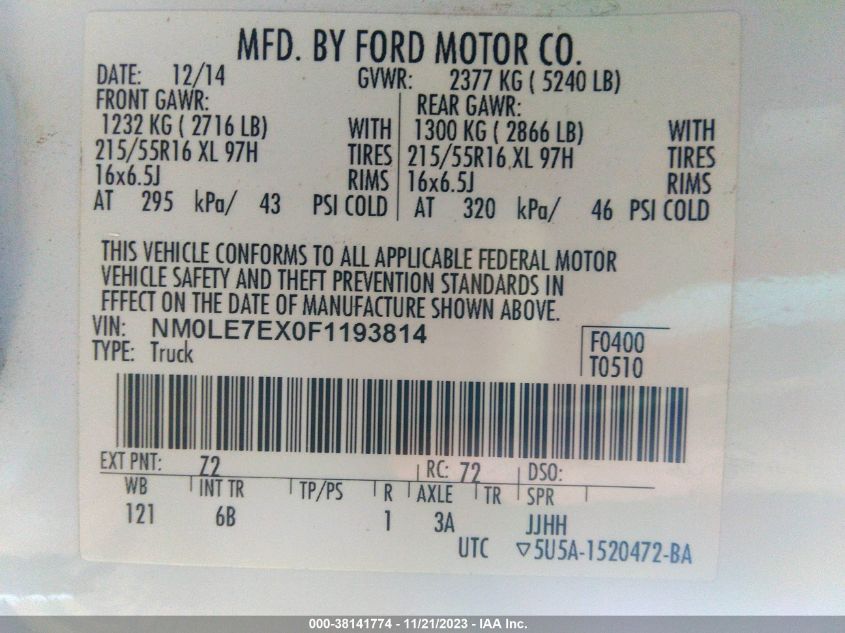 MFD. BY FORD MOTOR CO.
DATE: 12/14 GVWR: 2377 KG ( 5240 LB)
FRONT GAWR: REAR GAWR:
1232 KG ( 2716 LB) WITH 1300 KG ( 2866 LB) WITH
215/55R16 XL 97H TIRES 215/55R16 XL 97H TIRES
16x6.5J RIMS 16x6.5J RIMS
AT 295 kPa/ 43 PSI COLD AT 320 kPa/ 46 PSI COLD
THIS VEHICLE CONFORMS TO ALL APPLICABLE FEDERAL MOTOR
VEHICLE SAFETY AND THEFT PREVENTION STANDARDS IN
EFFECT ON THE DATE OF MANUFACTURE SHOWN ABOVE.
VIN: NM0LE7EX0F1193814
TYPE: Truck
F0400
T0510
EXT PNT: Z2 RC: 72 DSO:
WB INT TR TP/PS R AXLE TR SPR
121 6B 1 3A JJHH
UTC ▽5U5A-1520472-BA
000-38141774 - 11/21/2023 - IAA Inc.